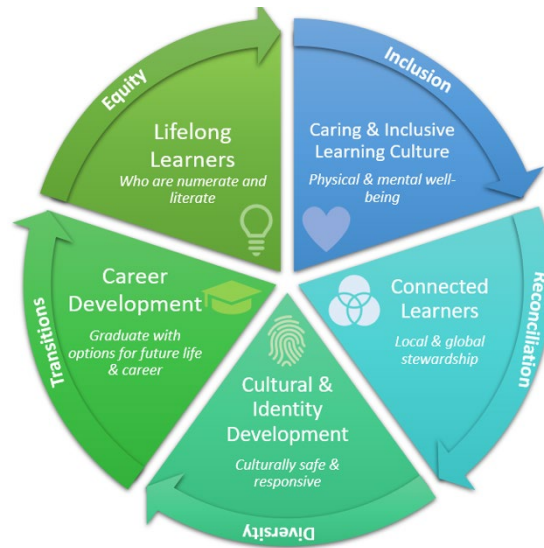 Equity
Lifelong
Learners
Who are numerate and
literate
Inclusion
Caring & Inclusive
Learning Culture
Physical & mental well-
being
Reconciliation
Connected
Learners
Local & global
stewardship
Diversity
Cultural &
Identity
Development
Culturally safe &
responsive
Transitions
Career
Development
Graduate with
options for future life
& career